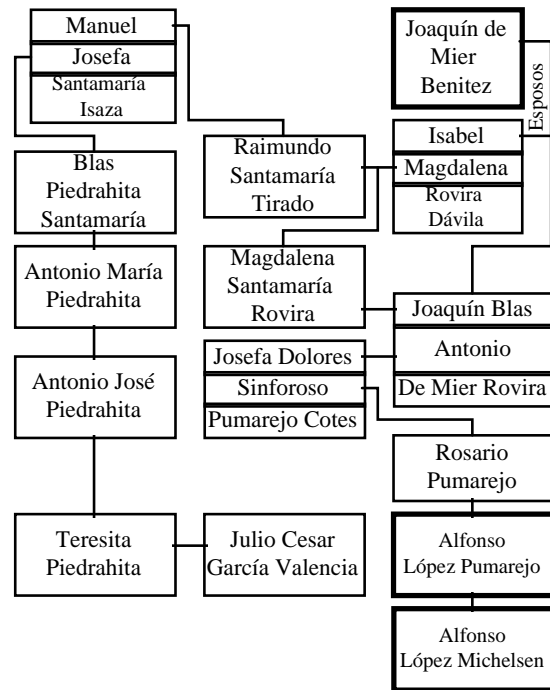 Manuel
Josefa
Santamaría
Isaza
Joaquín de
Mier
Benitez
Esposos
Blas
Piedrahita
Santamaría
Raimundo
Santamaría
Tirado
Isabel
Magdalena
Rovira
Dávila
Antonio María
Piedrahita
Magdalena
Santamaría
Rovira
Joaquín Blas
Antonio
De Mier Rovira
Antonio José
Piedrahita
Josefa Dolores
Sinforoso
Pumarejo Cotes
Rosario
Pumarejo
Teresita
Piedrahita
Julio Cesar
García Valencia
Alfonso
López Pumarejo
Alfonso
López Michelsen